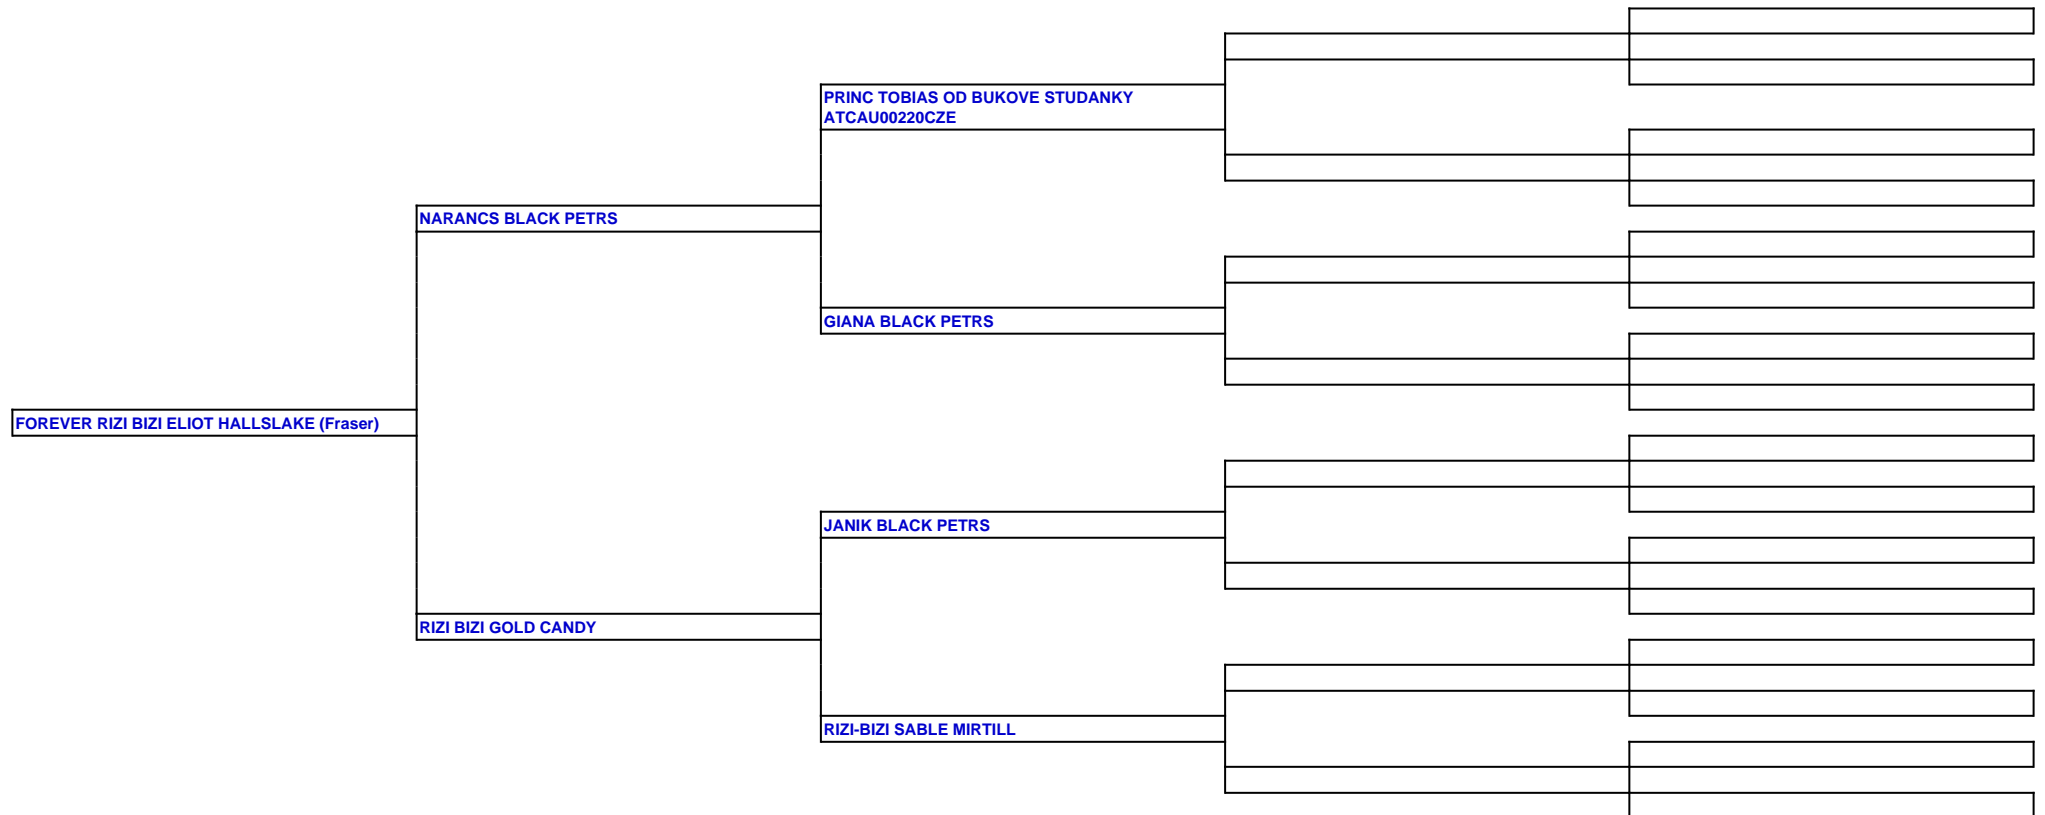 PRINC TOBIAS OD BUKOVE STUDANKY
ATCAU00220CZE
NARANCS BLACK PETRS
GIANA BLACK PETRS
FOREVER RIZI BIZI ELIOT HALLSLAKE (Fraser)
JANIK BLACK PETRS
RIZI BIZI GOLD CANDY
RIZI-BIZI SABLE MIRTILL